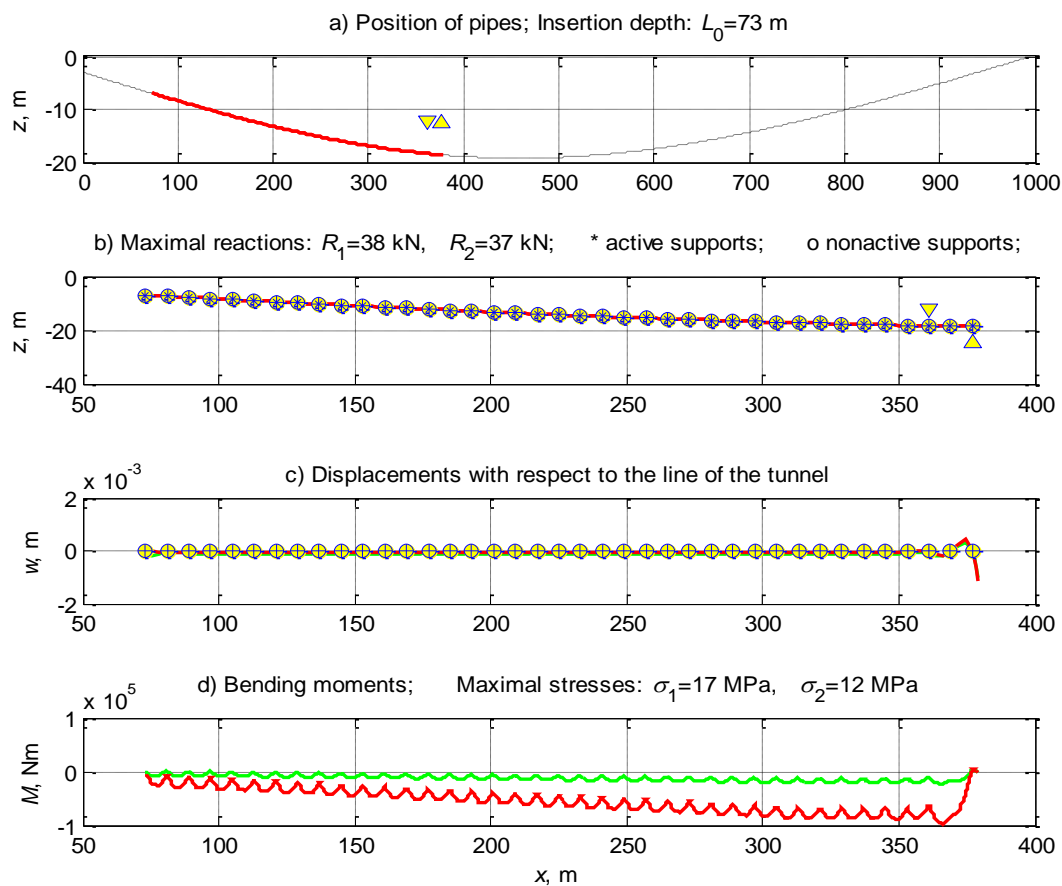 a) Position of pipes; Insertion depth: L0=73 m
0
-10
-20
z, m
0 100 200 300 400 500 600 700 800 900 1000
b) Maximal reactions: R1=38 kN, R2=37 kN; * active supports; o nonactive supports;
0
-20
-40
z, m
50 100 150 200 250 300 350 400
x 10-3
c) Displacements with respect to the line of the tunnel
2
0
-2
w, m
50 100 150 200 250 300 350 400
x 105
d) Bending moments; Maximal stresses: σ1=17 MPa, σ2=12 MPa
1
0
-1
M, Nm
50 100 150 200 250 300 350 400
x, m